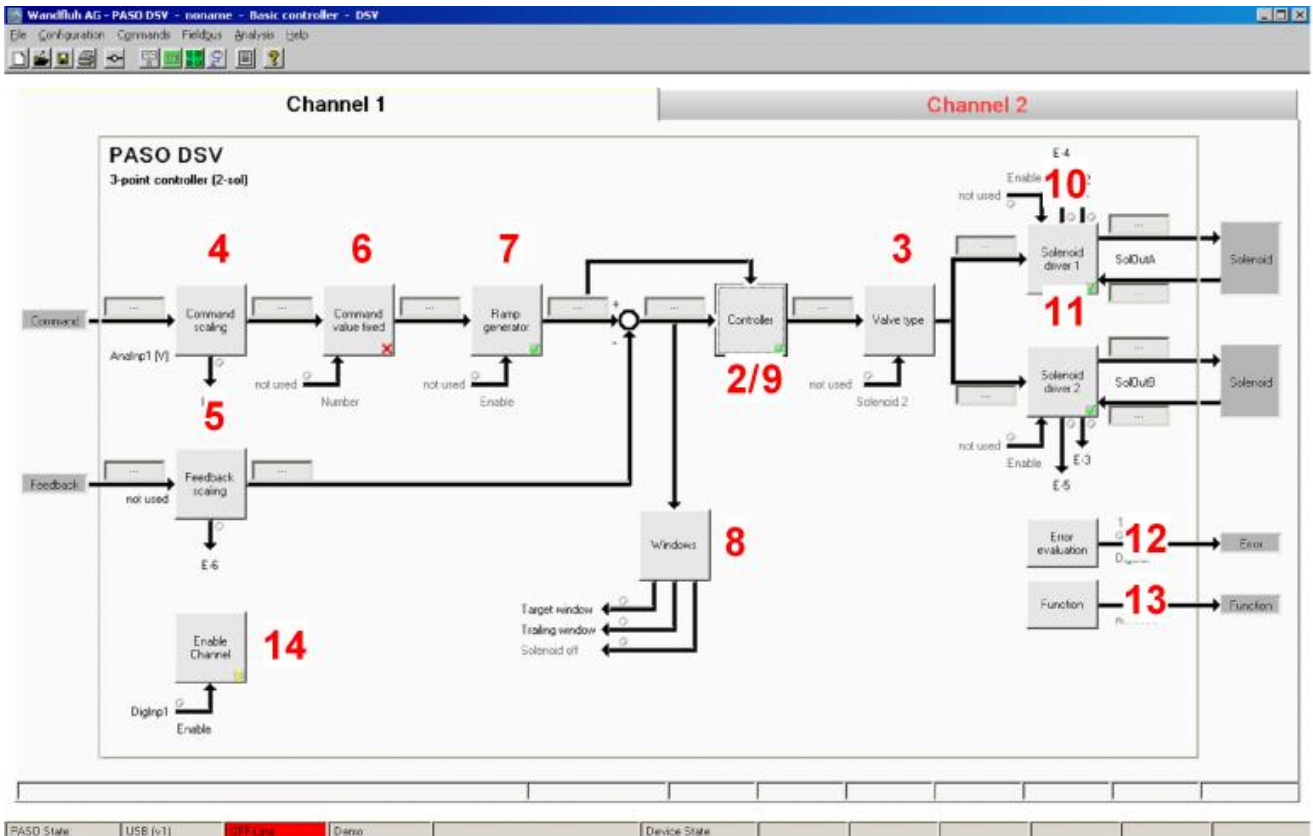 Wandfluh AG - PASO DSV - noname - Basic controller - DSV
File Configuration Commands Fieldbus Analysis Help
Channel 1
Channel 2
PASO DSV
3-point controller (2-sol)
E-4
Enable
10
not used
4
6
7
3
...
SolOutA
Solenoid driver 1
Solenoid
...
...
11
Command
...
AnaInp1 [V]
Command scaling
...
not used
Number
Command value fixed
...
not used
Enable
Ramp generator
...
+
-
...
Controller
2/9
...
not used
Solenoid 2
Valve type
5
...
SolOutB
Solenoid driver 2
Solenoid
...
...
not used
Enable
E-3
E-5
Feedback
...
not used
Feedback scaling
...
E-6
Windows
8
Target window
Trailing window
Solenoid off
Error evaluation
12
Error
Function
13
Function
Enable Channel
14
DigInp1
Enable
PASO State
USB (v1)
OFF-Line
Demo
Device State